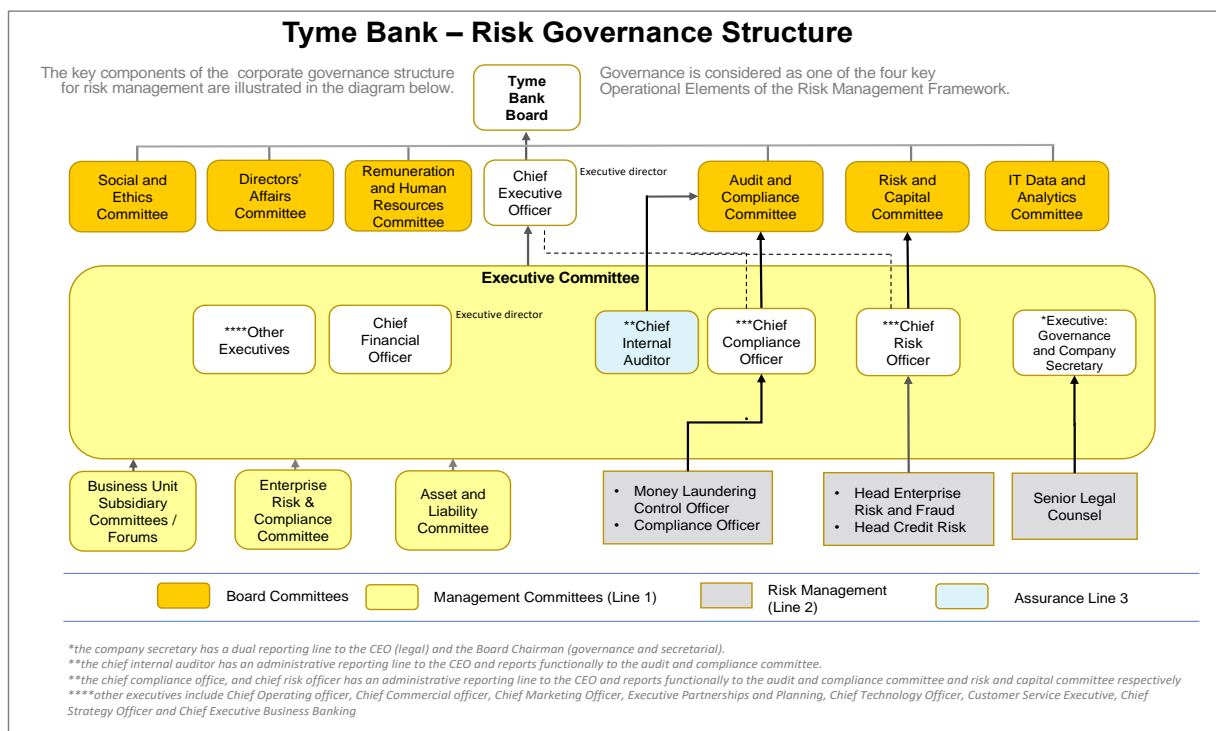 Tyme Bank – Risk Governance Structure
The key components of the corporate governance structure
for risk management are illustrated in the diagram below.
Governance is considered as one of the four key
Operational Elements of the Risk Management Framework.
Tyme
Bank
Board
Social and
Ethics
Committee
Directors'
Affairs
Committee
Remuneration
and Human
Resources
Committee
Chief
Executive
Officer
Executive director
Audit and
Compliance
Committee
Risk and
Capital
Committee
IT Data and
Analytics
Committee
Executive Committee
****Other
Executives
Chief
Financial
Officer
Executive director
**Chief
Internal
Auditor
***Chief
Compliance
Officer
***Chief
Risk
Officer
*Executive:
Governance
and Company
Secretary
Business Unit
Subsidiary
Committees /
Forums
Enterprise
Risk &
Compliance
Committee
Asset and
Liability
Committee
• Money Laundering
Control Officer
• Compliance Officer
• Head Enterprise
Risk and Fraud
• Head Credit Risk
Senior Legal
Counsel
Board Committees
Management Committees (Line 1)
Risk Management
(Line 2)
Assurance Line 3
*the company secretary has a dual reporting line to the CEO (legal) and the Board Chairman (governance and secretarial).
**the chief internal auditor has an administrative reporting line to the CEO and reports functionally to the audit and compliance committee.
**the chief compliance office, and chief risk officer has an administrative reporting line to the CEO and reports functionally to the audit and compliance committee and risk and capital committee respectively
****other executives include Chief Operating officer, Chief Commercial officer, Chief Marketing Officer, Executive Partnerships and Planning, Chief Technology Officer, Customer Service Executive, Chief
Strategy Officer and Chief Executive Business Banking